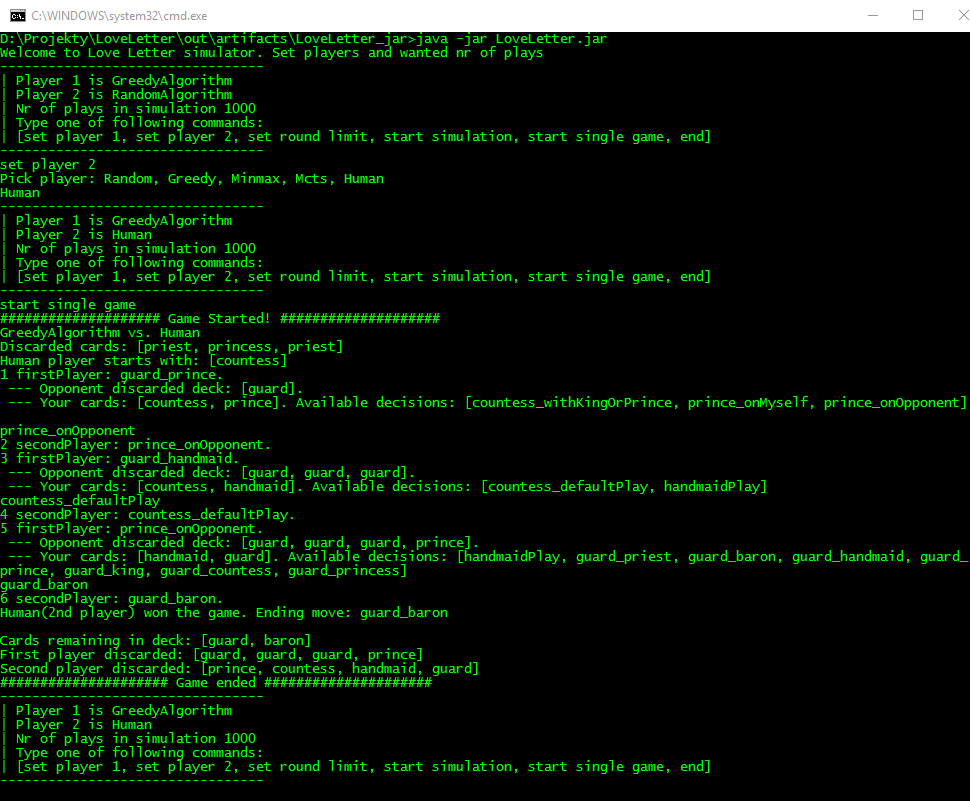 C:\WINDOWS\system32\cmd.exe
D:\Projekty\LoveLetter\out\artifacts\LoveLetter_jar>java -jar LoveLetter.jar
Welcome to Love Letter simulator. Set players and wanted nr of plays
---------------------------------
| Player 1 is GreedyAlgorithm
| Player 2 is RandomAlgorithm
| Nr of plays in simulation 1000
| Type one of following commands:
| [set player 1, set player 2, set round limit, start simulation, start single game, end]
---------------------------------
set player 2
Pick player: Random, Greedy, Minmax, Mcts, Human
Human
---------------------------------
| Player 1 is GreedyAlgorithm
| Player 2 is Human
| Nr of plays in simulation 1000
| Type one of following commands:
| [set player 1, set player 2, set round limit, start simulation, start single game, end]
---------------------------------
start single game
#################### Game Started! ####################
GreedyAlgorithm vs. Human
Discarded cards: [priest, princess, priest]
Human player starts with: [countess]
1 firstPlayer: guard_prince.
 --- Opponent discarded deck: [guard].
 --- Your cards: [countess, prince]. Available decisions: [countess_withKingOrPrince, prince_onMyself, prince_onOpponent]
prince_onOpponent
2 secondPlayer: prince_onOpponent.
3 firstPlayer: guard_handmaid.
 --- Opponent discarded deck: [guard, guard, guard].
 --- Your cards: [countess, handmaid]. Available decisions: [countess_defaultPlay, handmaidPlay]
countess_defaultPlay
4 secondPlayer: countess_defaultPlay.
5 firstPlayer: prince_onOpponent.
 --- Opponent discarded deck: [guard, guard, guard, prince].
 --- Your cards: [handmaid, guard]. Available decisions: [handmaidPlay, guard_priest, guard_baron, guard_handmaid, guard_
prince, guard_king, guard_countess, guard_princess]
guard_baron
6 secondPlayer: guard_baron.
Human(2nd player) won the game. Ending move: guard_baron
Cards remaining in deck: [guard, baron]
First player discarded: [guard, guard, guard, prince]
Second player discarded: [prince, countess, handmaid, guard]
##################### Game ended #####################
---------------------------------
| Player 1 is GreedyAlgorithm
| Player 2 is Human
| Nr of plays in simulation 1000
| Type one of following commands:
| [set player 1, set player 2, set round limit, start simulation, start single game, end]
---------------------------------